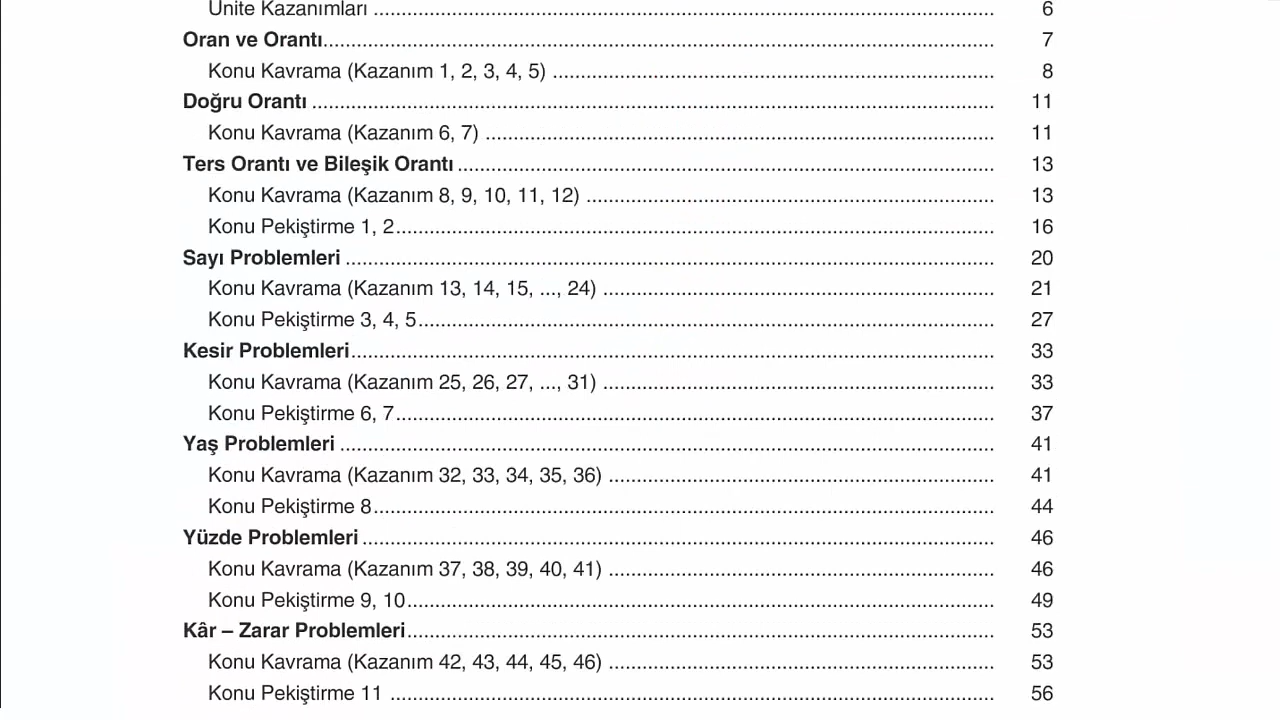 Ünite Kazanımları ........ 6
Oran ve Orantı........ 7
Konu Kavrama (Kazanım 1, 2, 3, 4, 5) ........ 8
Doğru Orantı ........ 11
Konu Kavrama (Kazanım 6, 7) ........ 11
Ters Orantı ve Bileşik Orantı ........ 13
Konu Kavrama (Kazanım 8, 9, 10, 11, 12) ........ 13
Konu Pekiştirme 1, 2........ 16
Sayı Problemleri ........ 20
Konu Kavrama (Kazanım 13, 14, 15, ..., 24) ........ 21
Konu Pekiştirme 3, 4, 5........ 27
Kesir Problemleri........ 33
Konu Kavrama (Kazanım 25, 26, 27, ..., 31) ........ 33
Konu Pekiştirme 6, 7........ 37
Yaş Problemleri ........ 41
Konu Kavrama (Kazanım 32, 33, 34, 35, 36) ........ 41
Konu Pekiştirme 8........ 44
Yüzde Problemleri ........ 46
Konu Kavrama (Kazanım 37, 38, 39, 40, 41) ........ 46
Konu Pekiştirme 9, 10........ 49
Kâr – Zarar Problemleri........ 53
Konu Kavrama (Kazanım 42, 43, 44, 45, 46) ........ 53
Konu Pekiştirme 11 ........ 56